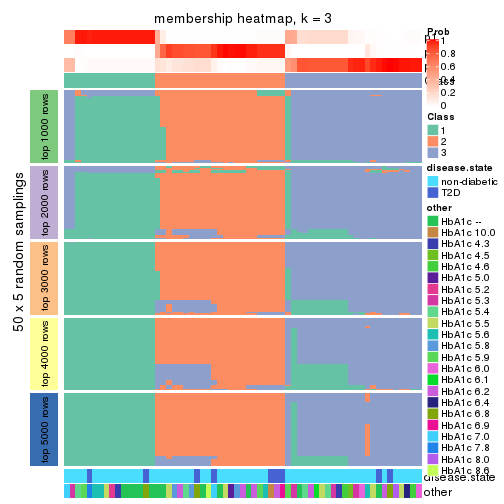 membership heatmap, k = 3
Prob
1
0.8
0.6
0.4
0.2
0
Class
1
2
3
disease.state
non-diabetic
T2D
other
HbA1c --
HbA1c 10.0
HbA1c 4.3
HbA1c 4.5
HbA1c 4.6
HbA1c 5.0
HbA1c 5.2
HbA1c 5.3
HbA1c 5.4
HbA1c 5.5
HbA1c 5.6
HbA1c 5.8
HbA1c 5.9
HbA1c 6.0
HbA1c 6.1
HbA1c 6.2
HbA1c 6.4
HbA1c 6.8
HbA1c 6.9
HbA1c 7.0
HbA1c 7.8
HbA1c 8.0
HbA1c 8.6
50 x 5 random samplings
top 1000 rows
top 2000 rows
top 3000 rows
top 4000 rows
top 5000 rows
disease.state
other